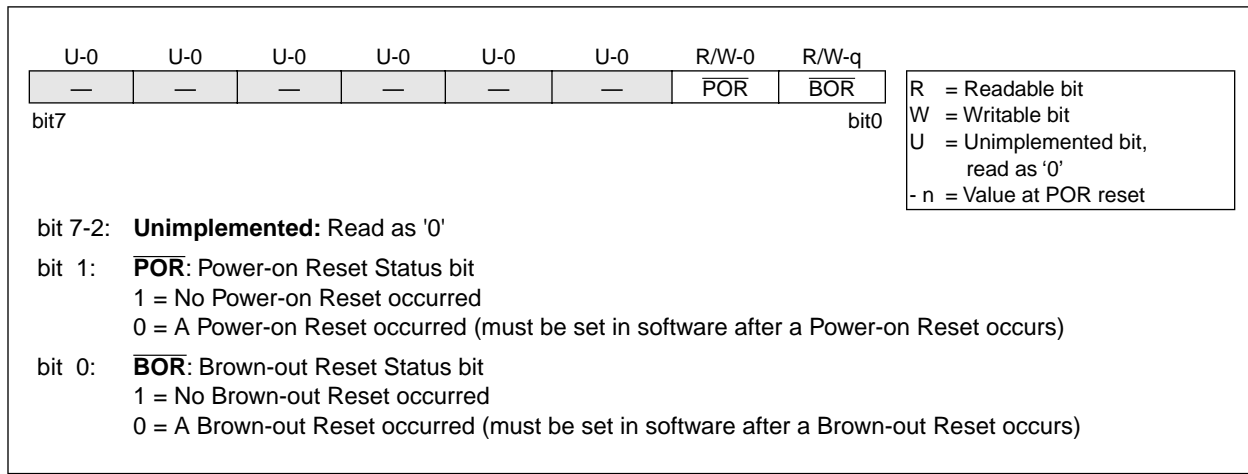 U-0 U-0 U-0 U-0 U-0 U-0 R/W-0 R/W-q
— — — — — — P̅O̅R̅ B̅O̅R̅
bit7 bit0
R = Readable bit
W = Writable bit
U = Unimplemented bit,
read as ‘0’
- n = Value at POR reset
bit 7-2: Unimplemented: Read as '0'
bit 1: P̅O̅R̅: Power-on Reset Status bit
1 = No Power-on Reset occurred
0 = A Power-on Reset occurred (must be set in software after a Power-on Reset occurs)
bit 0: B̅O̅R̅: Brown-out Reset Status bit
1 = No Brown-out Reset occurred
0 = A Brown-out Reset occurred (must be set in software after a Brown-out Reset occurs)